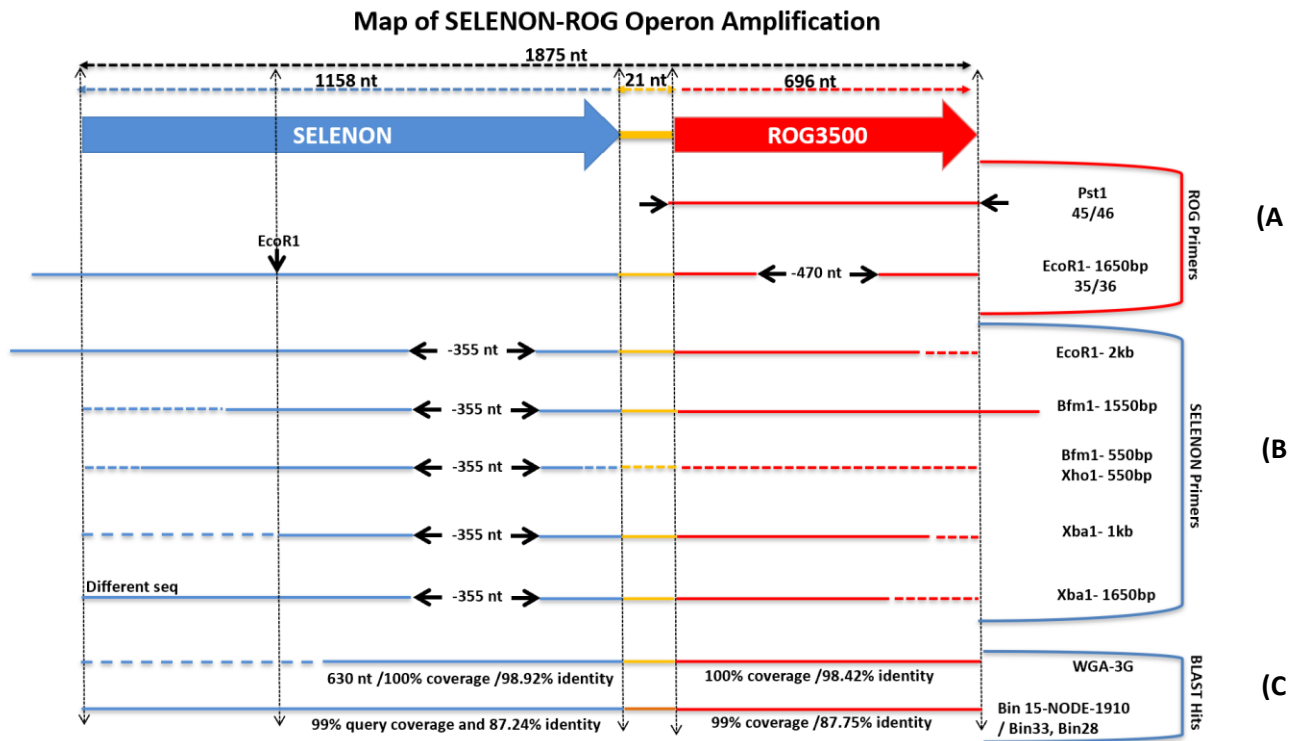 Map of SELENON-ROG Operon Amplification
1875 nt
1158 nt
21 nt
696 nt
SELENON
ROG3500
Pst1
45/46
EcoR1
-470 nt
EcoR1- 1650bp
35/36
ROG Primers
(A
-355 nt
EcoR1- 2kb
-355 nt
Bfm1- 1550bp
-355 nt
Bfm1- 550bp
Xho1- 550bp
-355 nt
Xba1- 1kb
Different seq
-355 nt
Xba1- 1650bp
SELENON Primers
(B
630 nt /100% coverage /98.92% identity
100% coverage /98.42% identity
WGA-3G
99% query coverage and 87.24% identity
99% coverage /87.75% identity
Bin 15-NODE-1910
/ Bin33, Bin28
BLAST Hits
(C